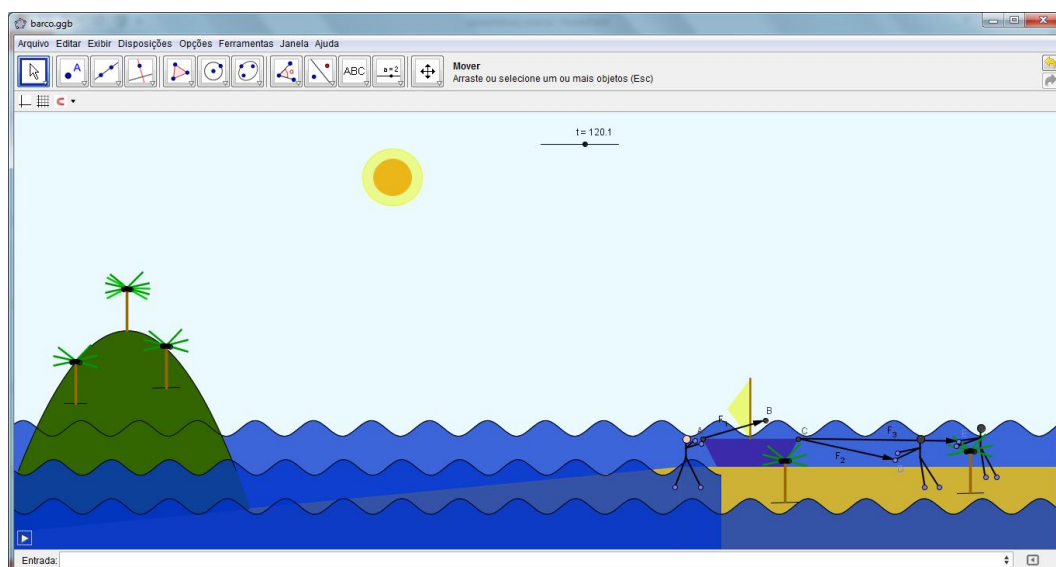 barco.ggb
Arquivo Editar Exibir Disposições Opções Ferramentas Janela Ajuda
A
α
ABC
a = 2
Mover
Arraste ou selecione um ou mais objetos (Esc)
t = 120.1
B
F1
A
C
F3
F2
D
Entrada: